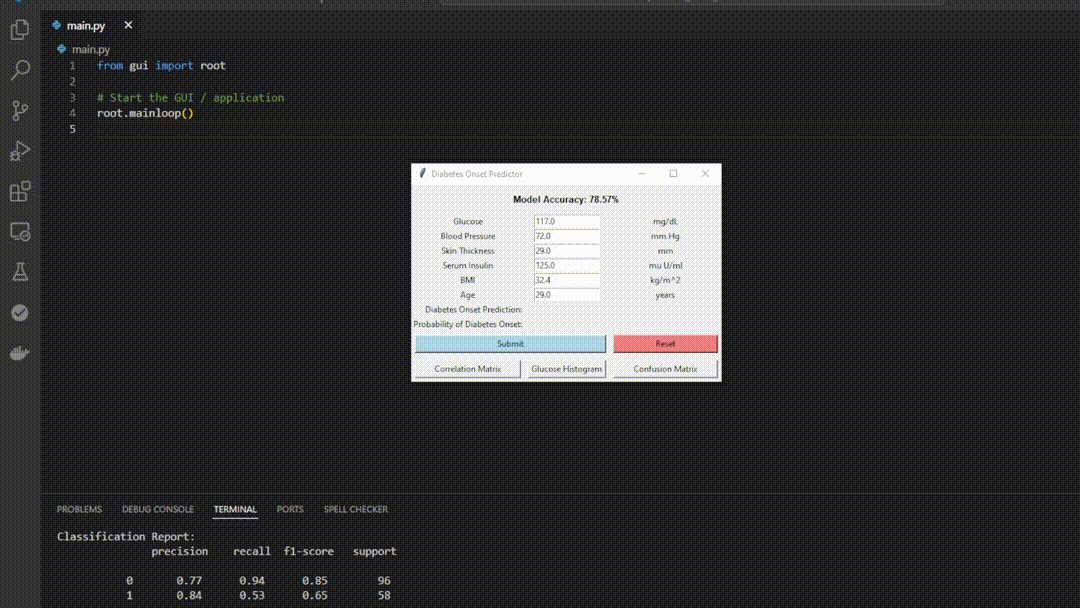 main.py
main.py
1 from gui import root
2
3 # Start the GUI / application
4 root.mainloop()
5
Diabetes Onset Predictor
Model Accuracy: 78.57%
Glucose 117.0 mg/dL
Blood Pressure 72.0 mm Hg
Skin Thickness 29.0 mm
Serum Insulin 125.0 mu U/ml
BMI 32.4 kg/m^2
Age 29.0 years
Diabetes Onset Prediction:
Probability of Diabetes Onset:
Submit Reset
Correlation Matrix Glucose Histogram Confusion Matrix
PROBLEMS DEBUG CONSOLE TERMINAL PORTS SPELL CHECKER
Classification Report:
precision recall f1-score support
0 0.77 0.94 0.85 96
1 0.84 0.53 0.65 58